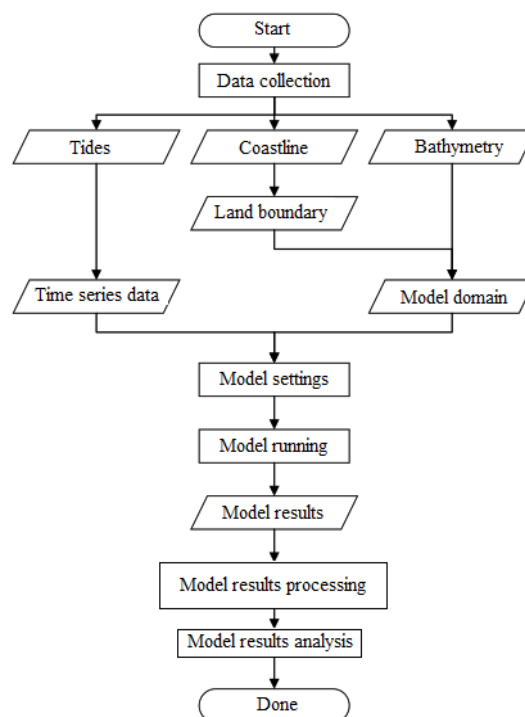 Start
Data collection
Tides
Coastline
Bathymetry
Land boundary
Time series data
Model domain
Model settings
Model running
Model results
Model results processing
Model results analysis
Done